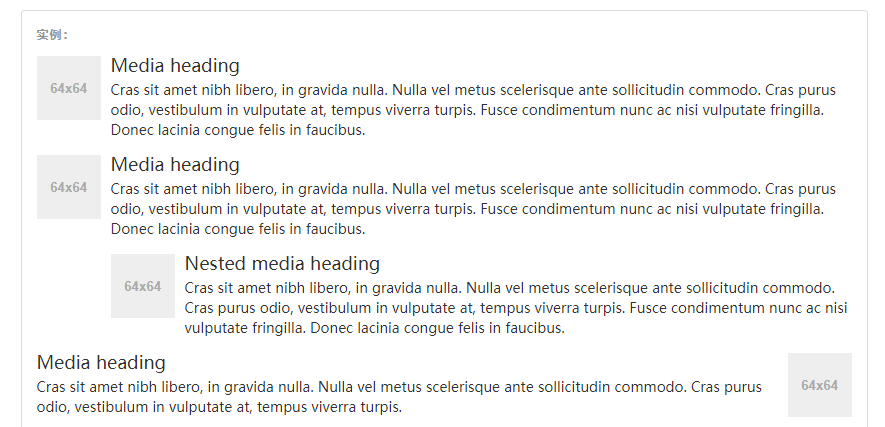 实例：
64x64
Media heading
Cras sit amet nibh libero, in gravida nulla. Nulla vel metus scelerisque ante sollicitudin commodo. Cras purus
odio, vestibulum in vulputate at, tempus viverra turpis. Fusce condimentum nunc ac nisi vulputate fringilla.
Donec lacinia congue felis in faucibus.
64x64
Media heading
Cras sit amet nibh libero, in gravida nulla. Nulla vel metus scelerisque ante sollicitudin commodo. Cras purus
odio, vestibulum in vulputate at, tempus viverra turpis. Fusce condimentum nunc ac nisi vulputate fringilla.
Donec lacinia congue felis in faucibus.
64x64
Nested media heading
Cras sit amet nibh libero, in gravida nulla. Nulla vel metus scelerisque ante sollicitudin commodo.
Cras purus odio, vestibulum in vulputate at, tempus viverra turpis. Fusce condimentum nunc ac nisi
vulputate fringilla. Donec lacinia congue felis in faucibus.
Media heading
Cras sit amet nibh libero, in gravida nulla. Nulla vel metus scelerisque ante sollicitudin commodo. Cras purus
odio, vestibulum in vulputate at, tempus viverra turpis.
64x64